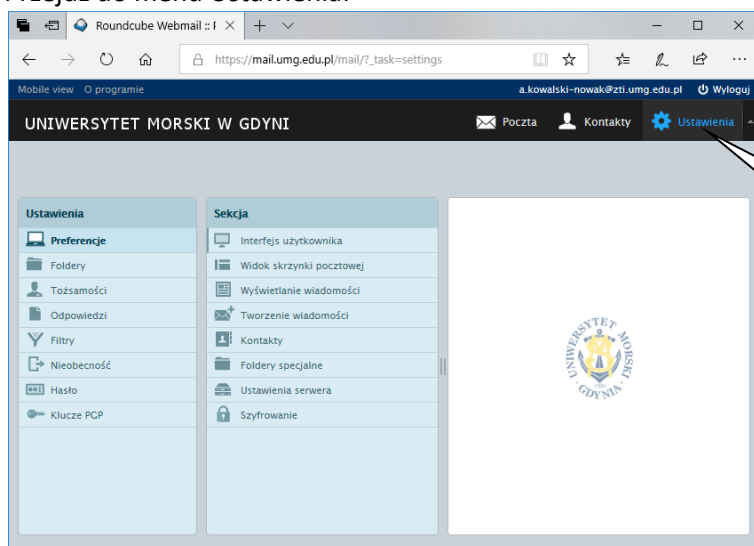 Przejdź do menu Ustawienia.
Roundcube Webmail :: F
https://mail.umg.edu.pl/mail/?_task=settings
Mobile view O programie a.kowalski-nowak@zti.umg.edu.pl Wyloguj
UNIWERSYTET MORSKI W GDYNI Poczta Kontakty Ustawienia
Ustawienia
Preferencje
Foldery
Tożsamości
Odpowiedzi
Filtry
Nieobecność
Hasło
Klucze PGP
Sekcja
Interfejs użytkownika
Widok skrzynki pocztowej
Wyświetlanie wiadomości
Tworzenie wiadomości
Kontakty
Foldery specjalne
Ustawienia serwera
Szyfrowanie
UNIWERSYTET MORSKI
GDYNIA